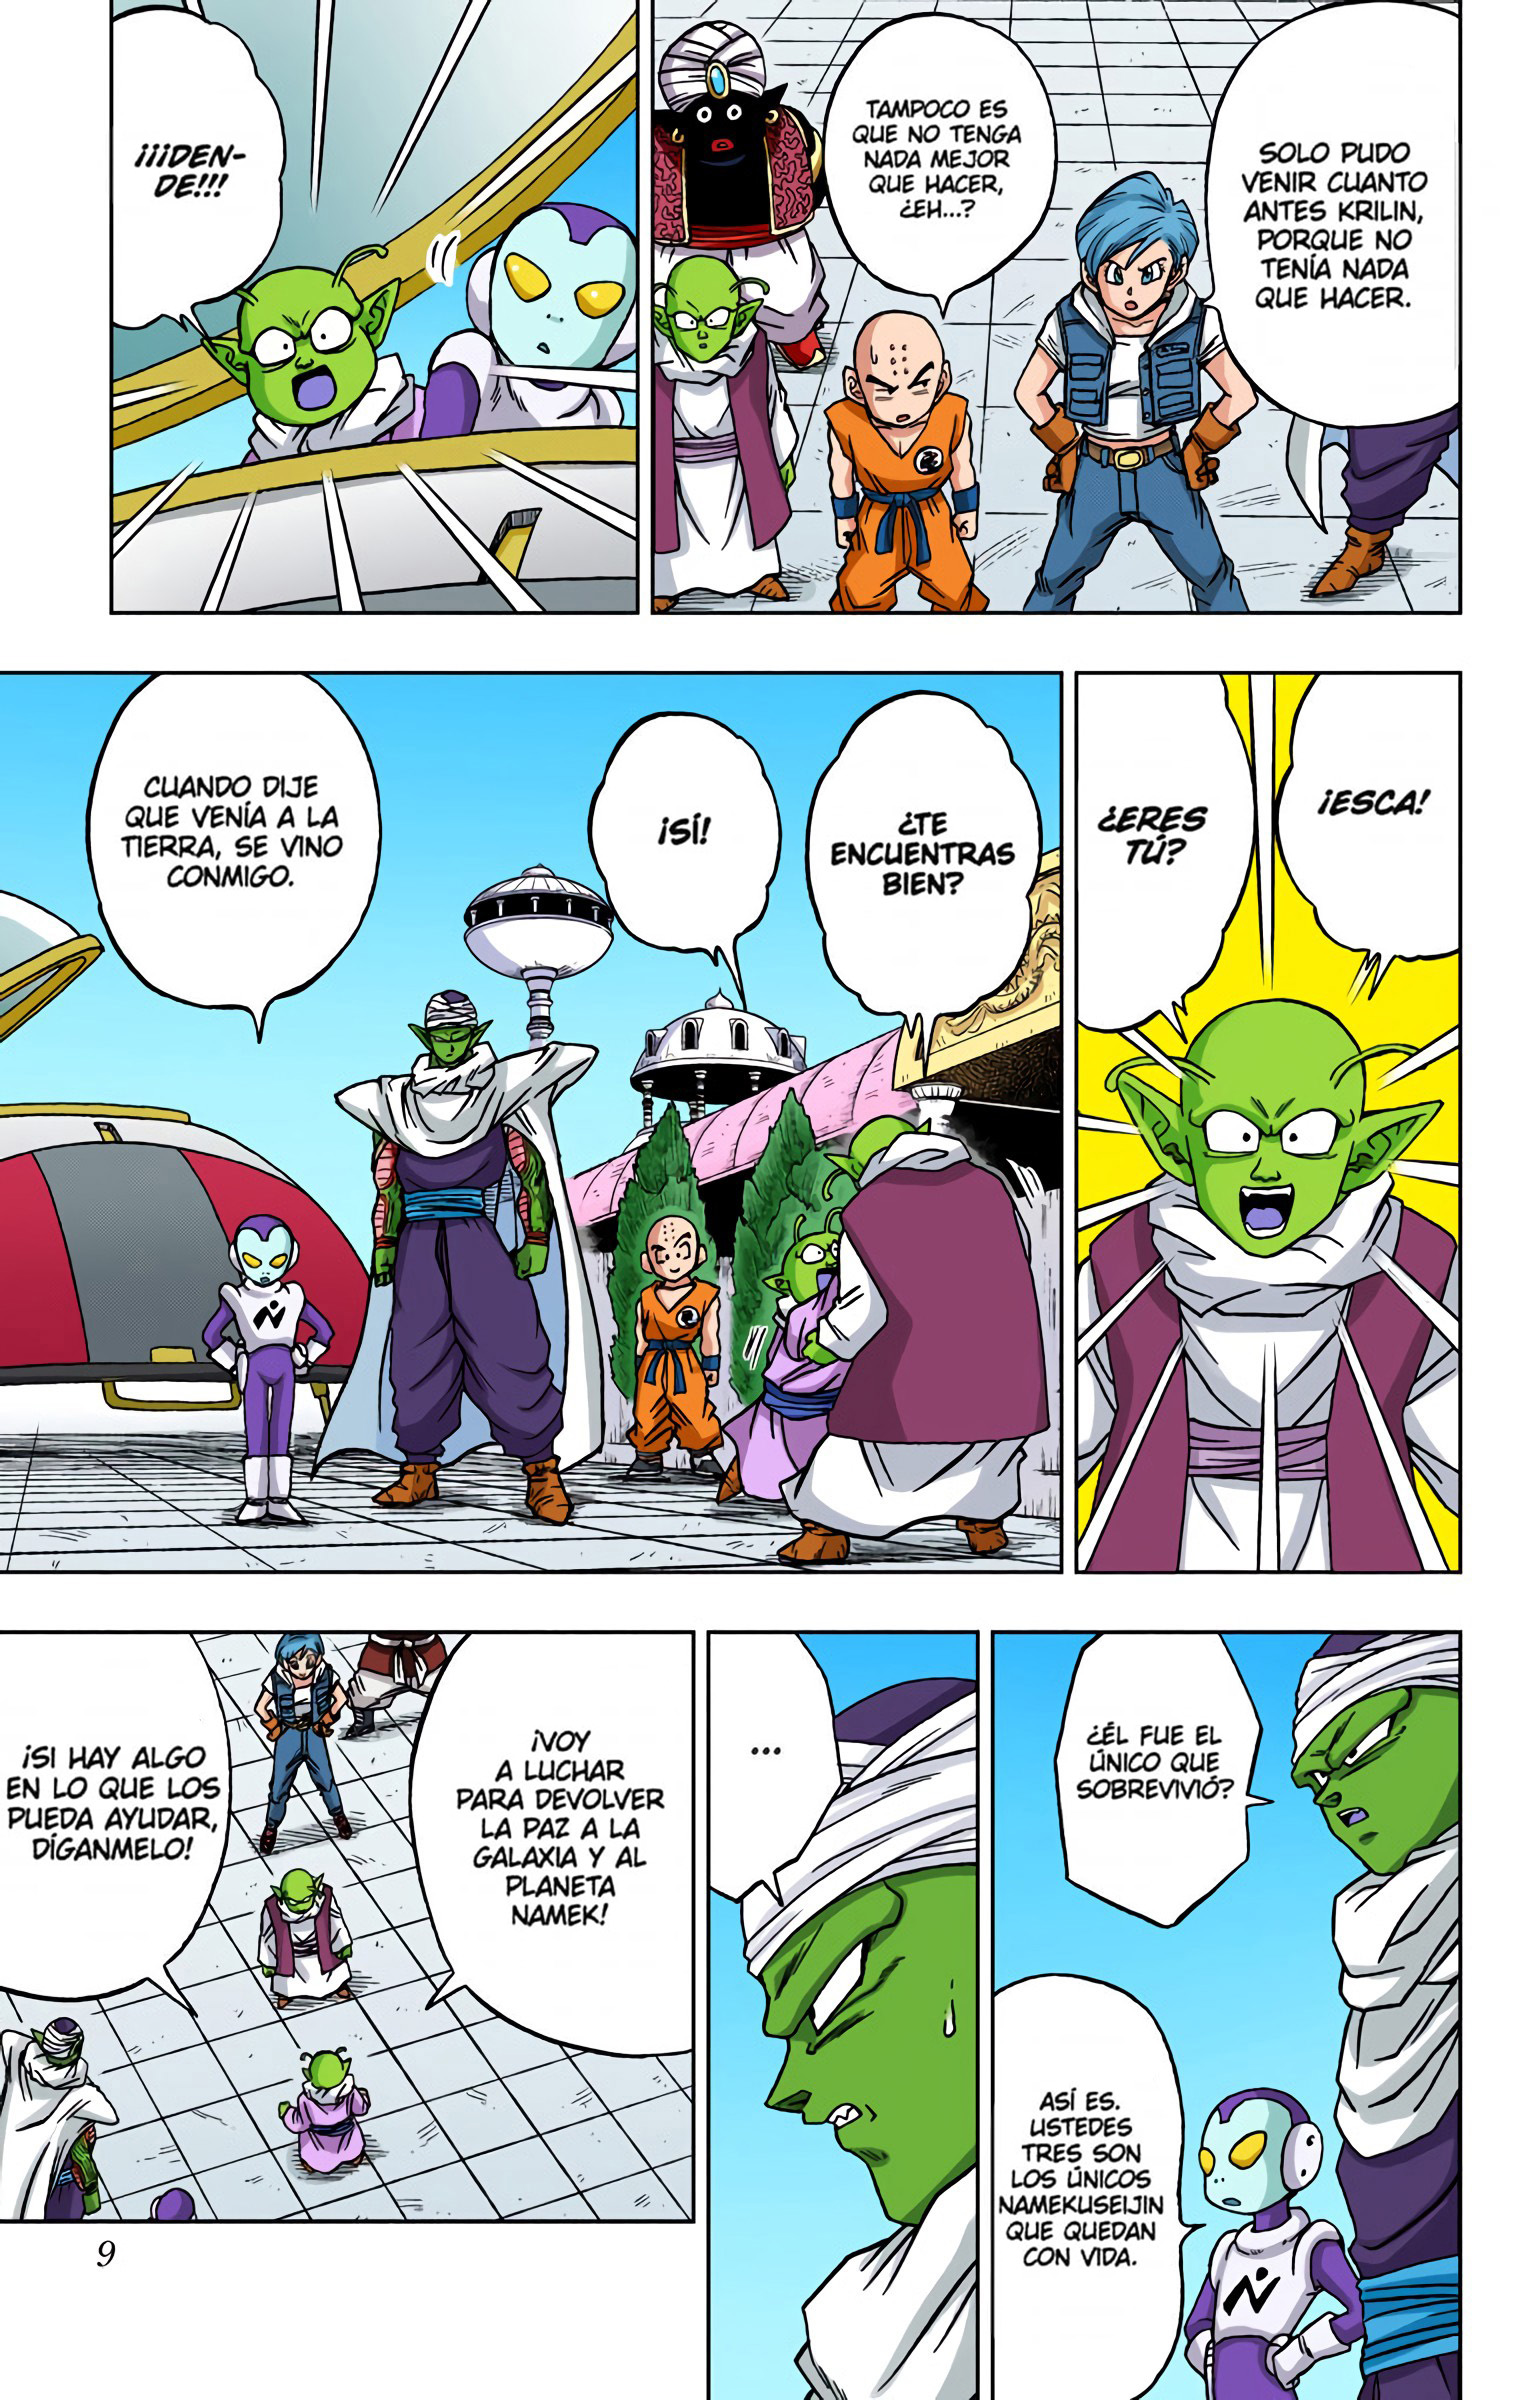 SOLO PUDO
VENIR CUANTO
ANTES KRILIN,
PORQUE NO
TENÍA NADA
QUE HACER.
TAMPOCO ES
QUE NO TENGA
NADA MEJOR
QUE HACER,
¿EH...?
¡¡¡DEN-
DE!!!
¡ESCA!
¿ERES
TÚ?
¿TE
ENCUENTRAS
BIEN?
¡SÍ!
CUANDO DIJE
QUE VENÍA A LA
TIERRA, SE VINO
CONMIGO.
¿ÉL FUE EL
ÚNICO QUE
SOBREVIVIÓ?
ASÍ ES.
USTEDES
TRES SON
LOS ÚNICOS
NAMEKUSEIJIN
QUE QUEDAN
CON VIDA.
...
¡VOY
A LUCHAR
PARA DEVOLVER
LA PAZ A LA
GALAXIA Y AL
PLANETA
NAMEK!
¡SI HAY ALGO
EN LO QUE LOS
PUEDA AYUDAR,
DÍGANMELO!
9